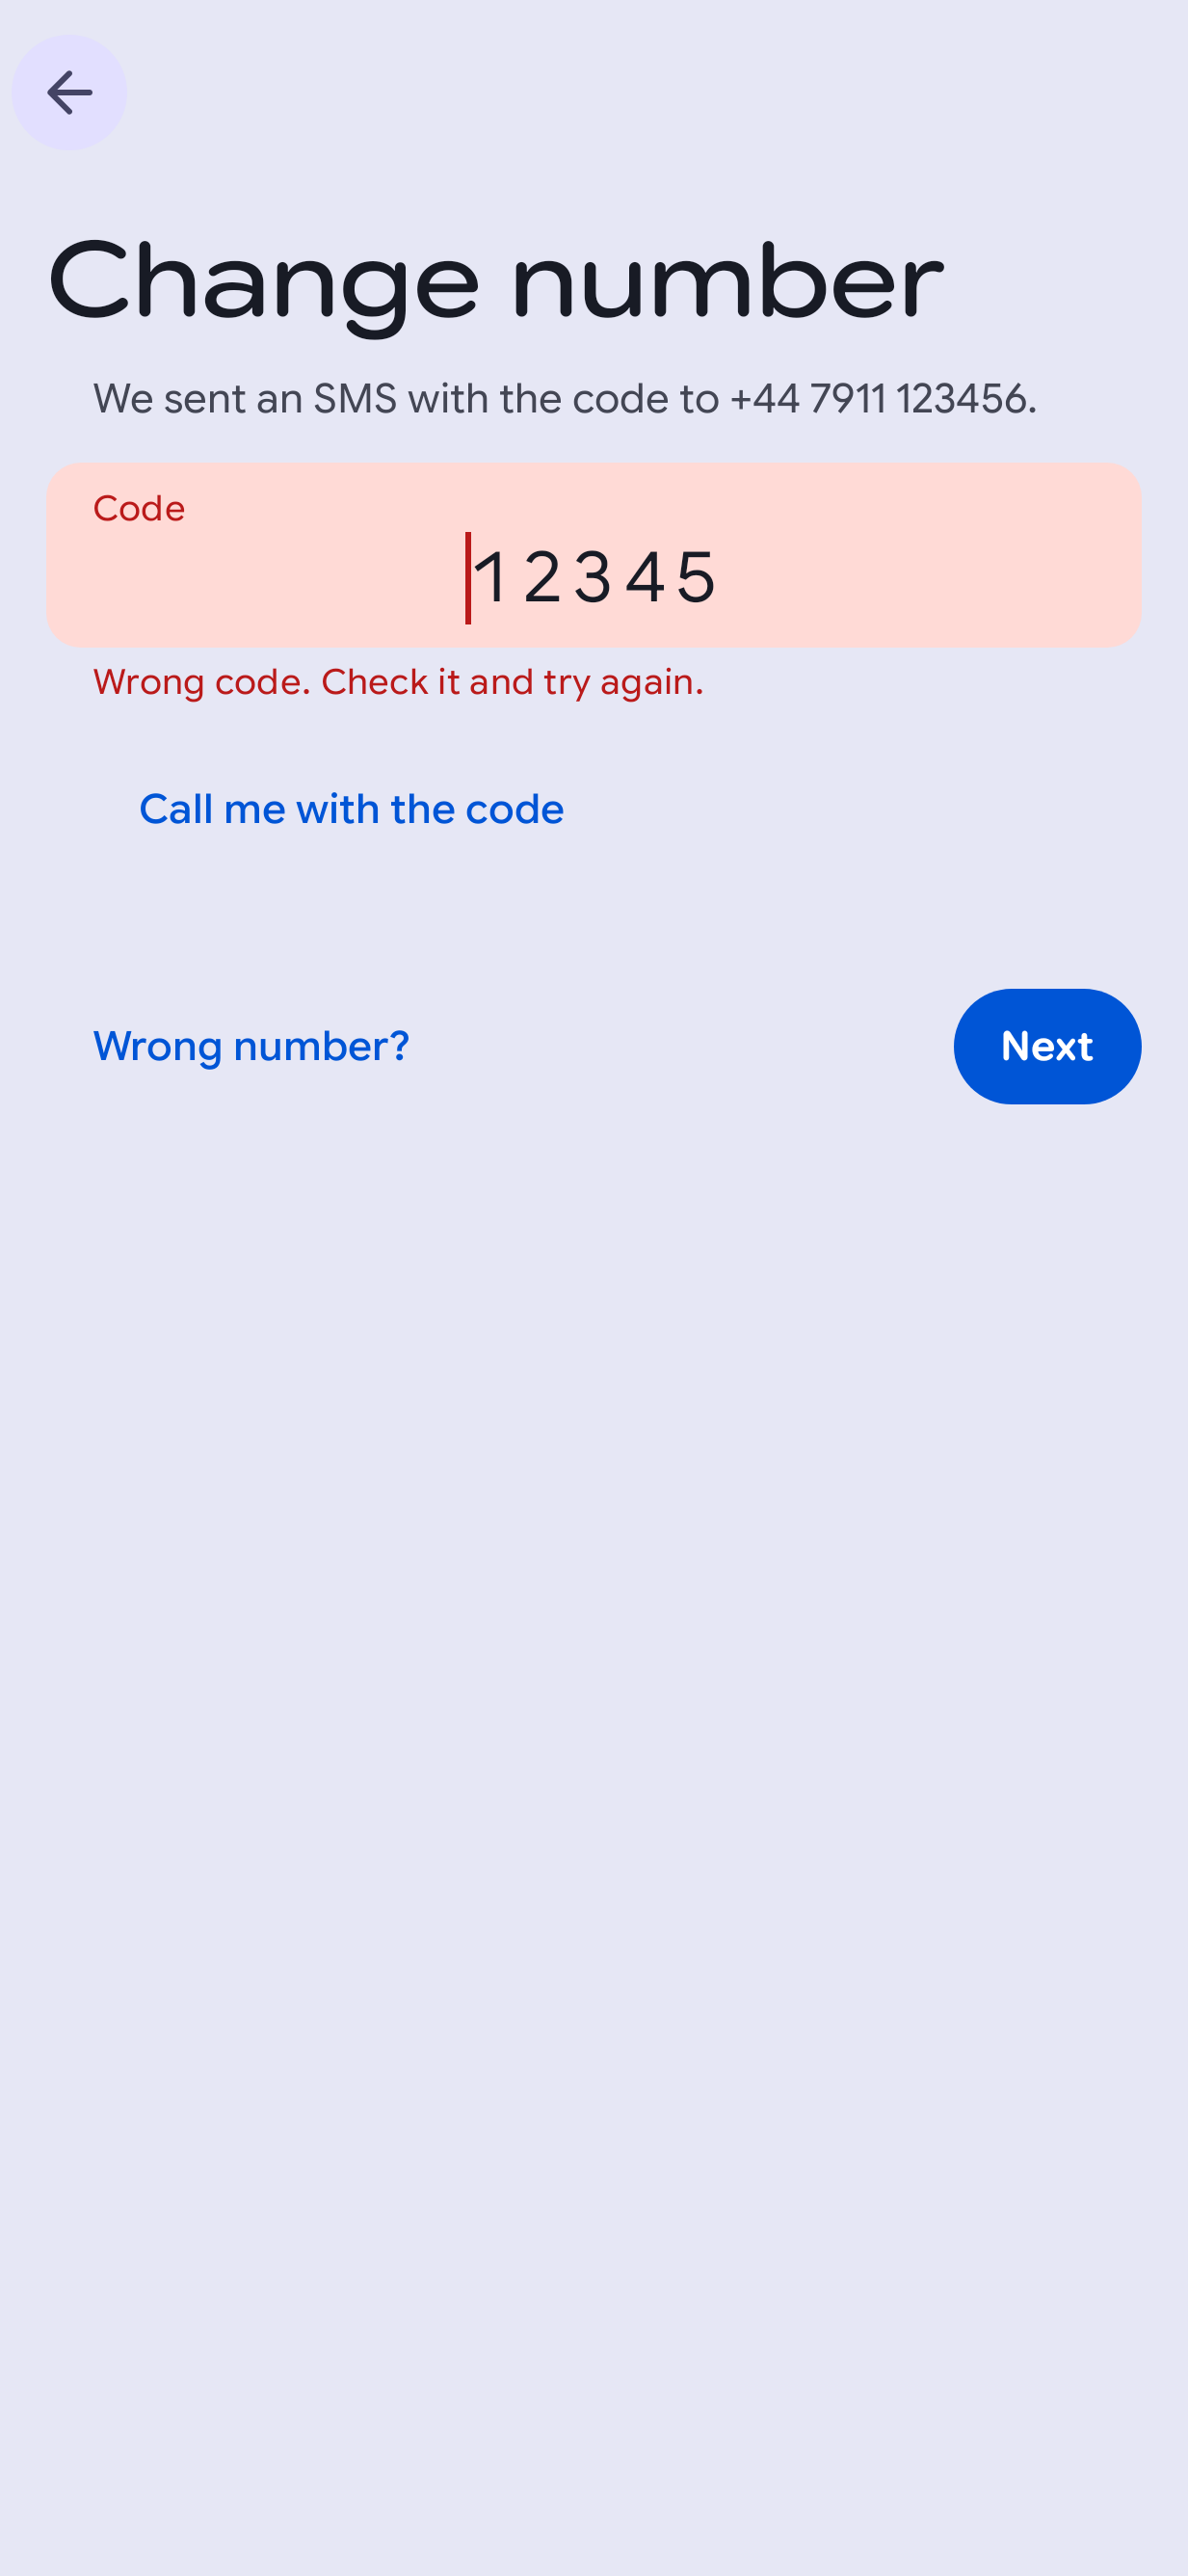 Change number
We sent an SMS with the code to +44 7911 123456.
Code
12345
Wrong code. Check it and try again.
Call me with the code
Wrong number?
Next